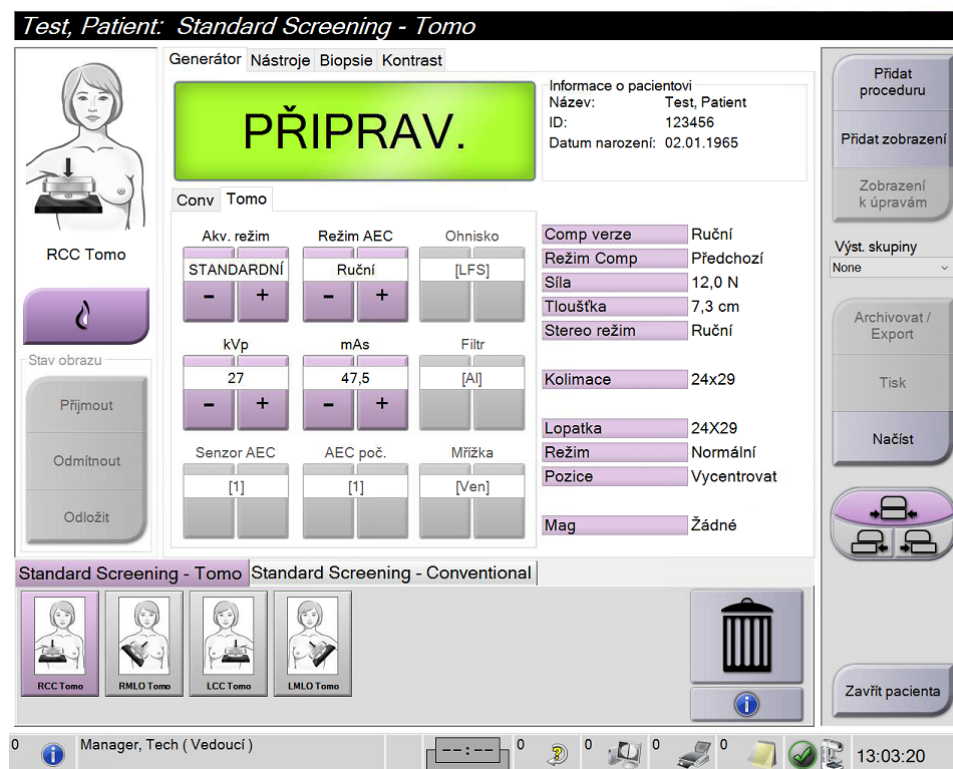 Test, Patient: Standard Screening - Tomo
Generátor Nástroje Biopsie Kontrast
PŘIPRAV.
Informace o pacientovi
Název: Test, Patient
ID: 123456
Datum narození: 02.01.1965
RCC Tomo
Stav obrazu
Přijmout
Odmítnout
Odložit
Conv Tomo
Akv. režim Režim AEC Ohnisko
STANDARDNÍ Ruční [LFS]
- + - +
kVp mAs Filtr
27 47,5 [Al]
- + - +
Senzor AEC AEC poč. Mřížka
[1] [1] [Ven]
Comp verze Ruční
Režim Comp Předchozí
Síla 12,0 N
Tloušťka 7,3 cm
Stereo režim Ruční
Kolimace 24x29
Lopatka 24X29
Režim Normální
Pozice Vycentrovat
Mag Žádné
Přidat
proceduru
Přidat zobrazení
Zobrazení
k úpravám
Výst. skupiny
None
Archivovat /
Export
Tisk
Načíst
Standard Screening - Tomo Standard Screening - Conventional
RCC Tomo RMLO Tomo LCC Tomo LMLO Tomo
Zavřít pacienta
0 Manager, Tech ( Vedoucí ) --:-- 0 0 0 0 13:03:20